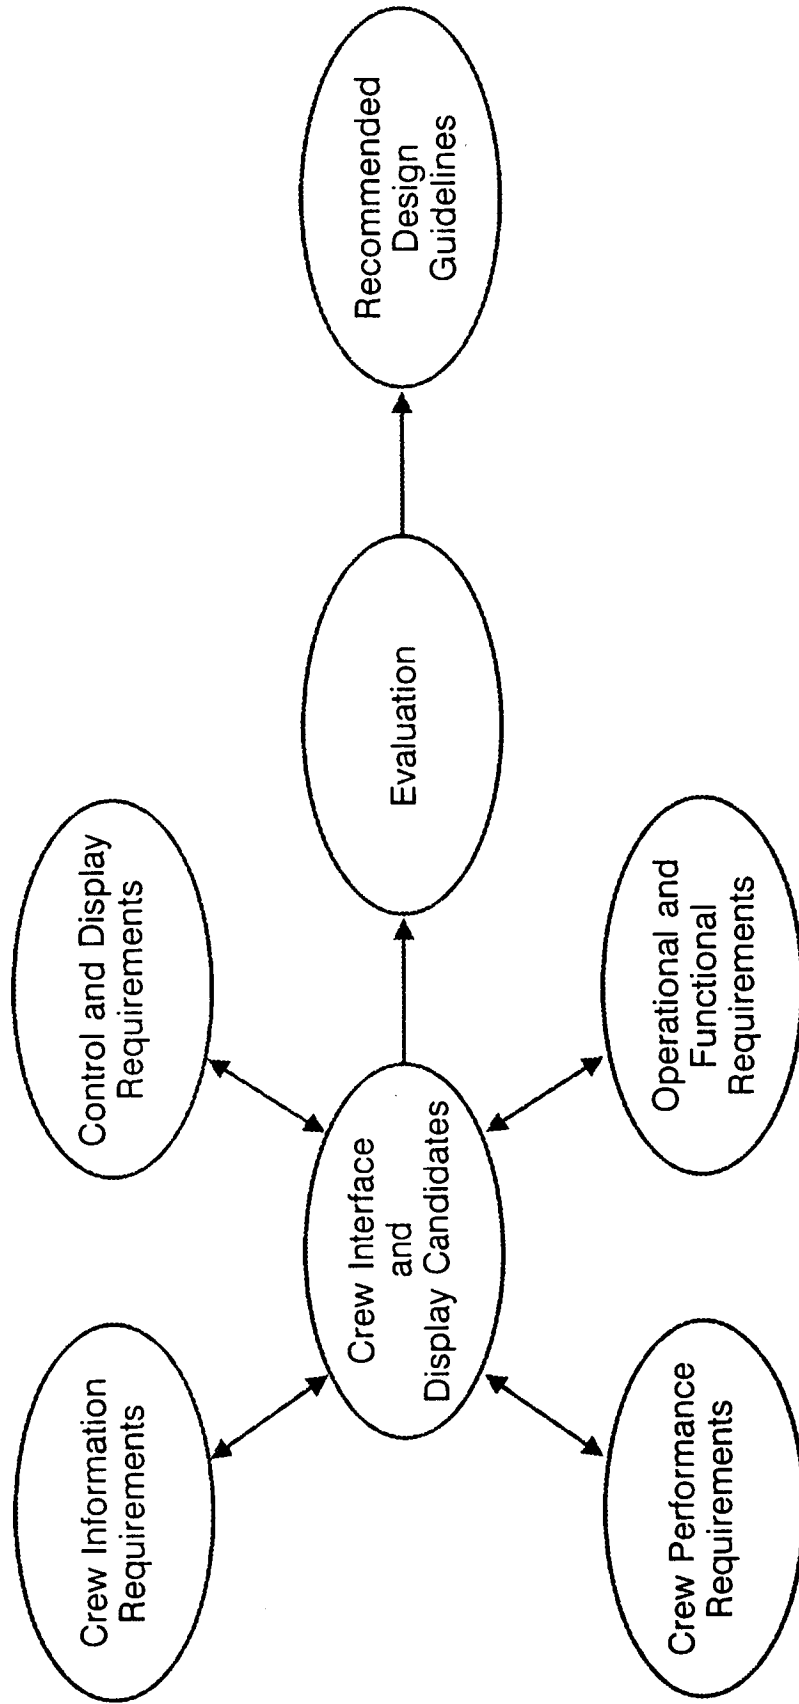 Crew Information
Requirements
Control and Display
Requirements
Crew Interface
and
Display Candidates
Evaluation
Recommended
Design
Guidelines
Crew Performance
Requirements
Operational and
Functional
Requirements